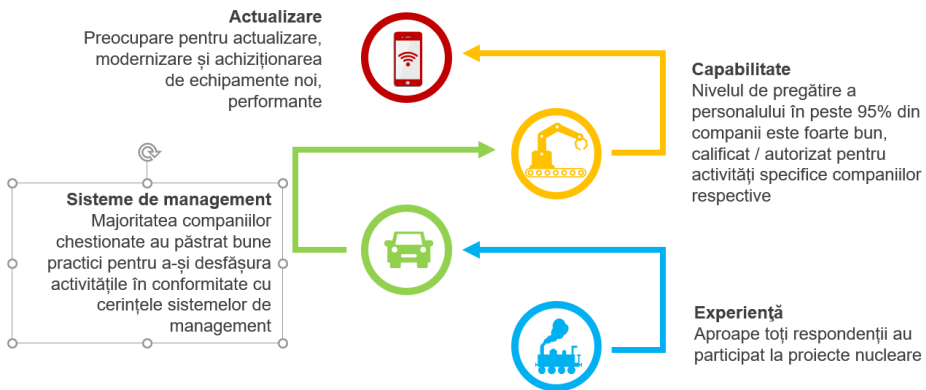 Actualizare
Preocupare pentru actualizare,
modernizare și achiziționarea
de echipamente noi,
performante
Capabilitate
Nivelul de pregătire a
personalului în peste 95% din
companii este foarte bun,
calificat / autorizat pentru
activități specifice companiilor
respective
Sisteme de management
Majoritatea companiilor
chestionate au păstrat bune
practici pentru a-și desfășura
activitățile în conformitate cu
cerințele sistemelor de
management
Experienţă
Aproape toți respondenții au
participat la proiecte nucleare